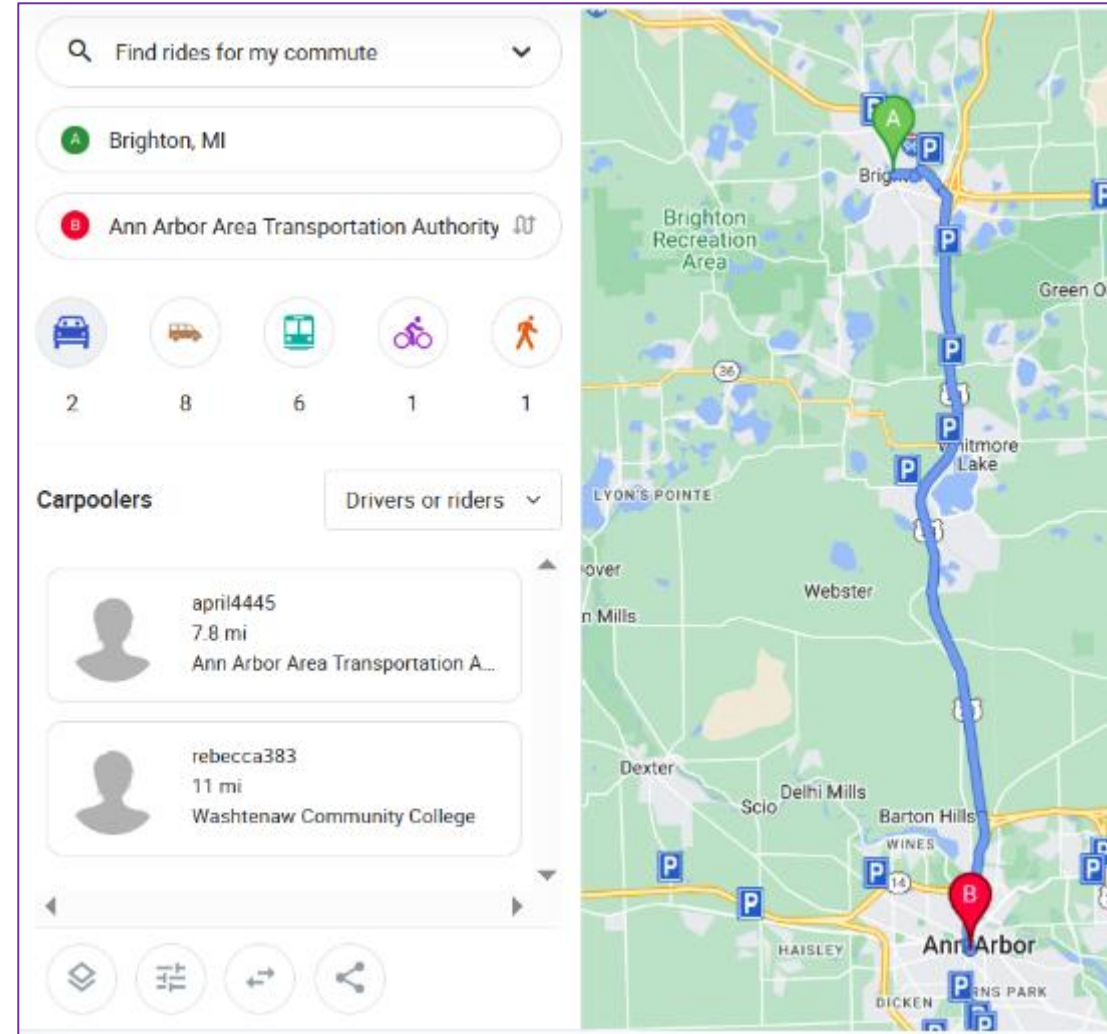 Find rides for my commute
A
Brighton, MI
B
Ann Arbor Area Transportation Authority
2 8 6 1 1
Carpoolers
Drivers or riders
april4445
7.8 mi
Ann Arbor Area Transportation A...
rebecca383
11 mi
Washtenaw Community College
P
A
P
P
Brighton
Recreation
Area
P
Green O
P
36
P
Lake
P
LYON'S POINTE
Webster
n Mills
Dexter
Delhi Mills
Scio
Barton Hills
WINES
P
P
P
14
P
B
HAISLEY
Ann Arbor
DICKEN
P
RNS PARK